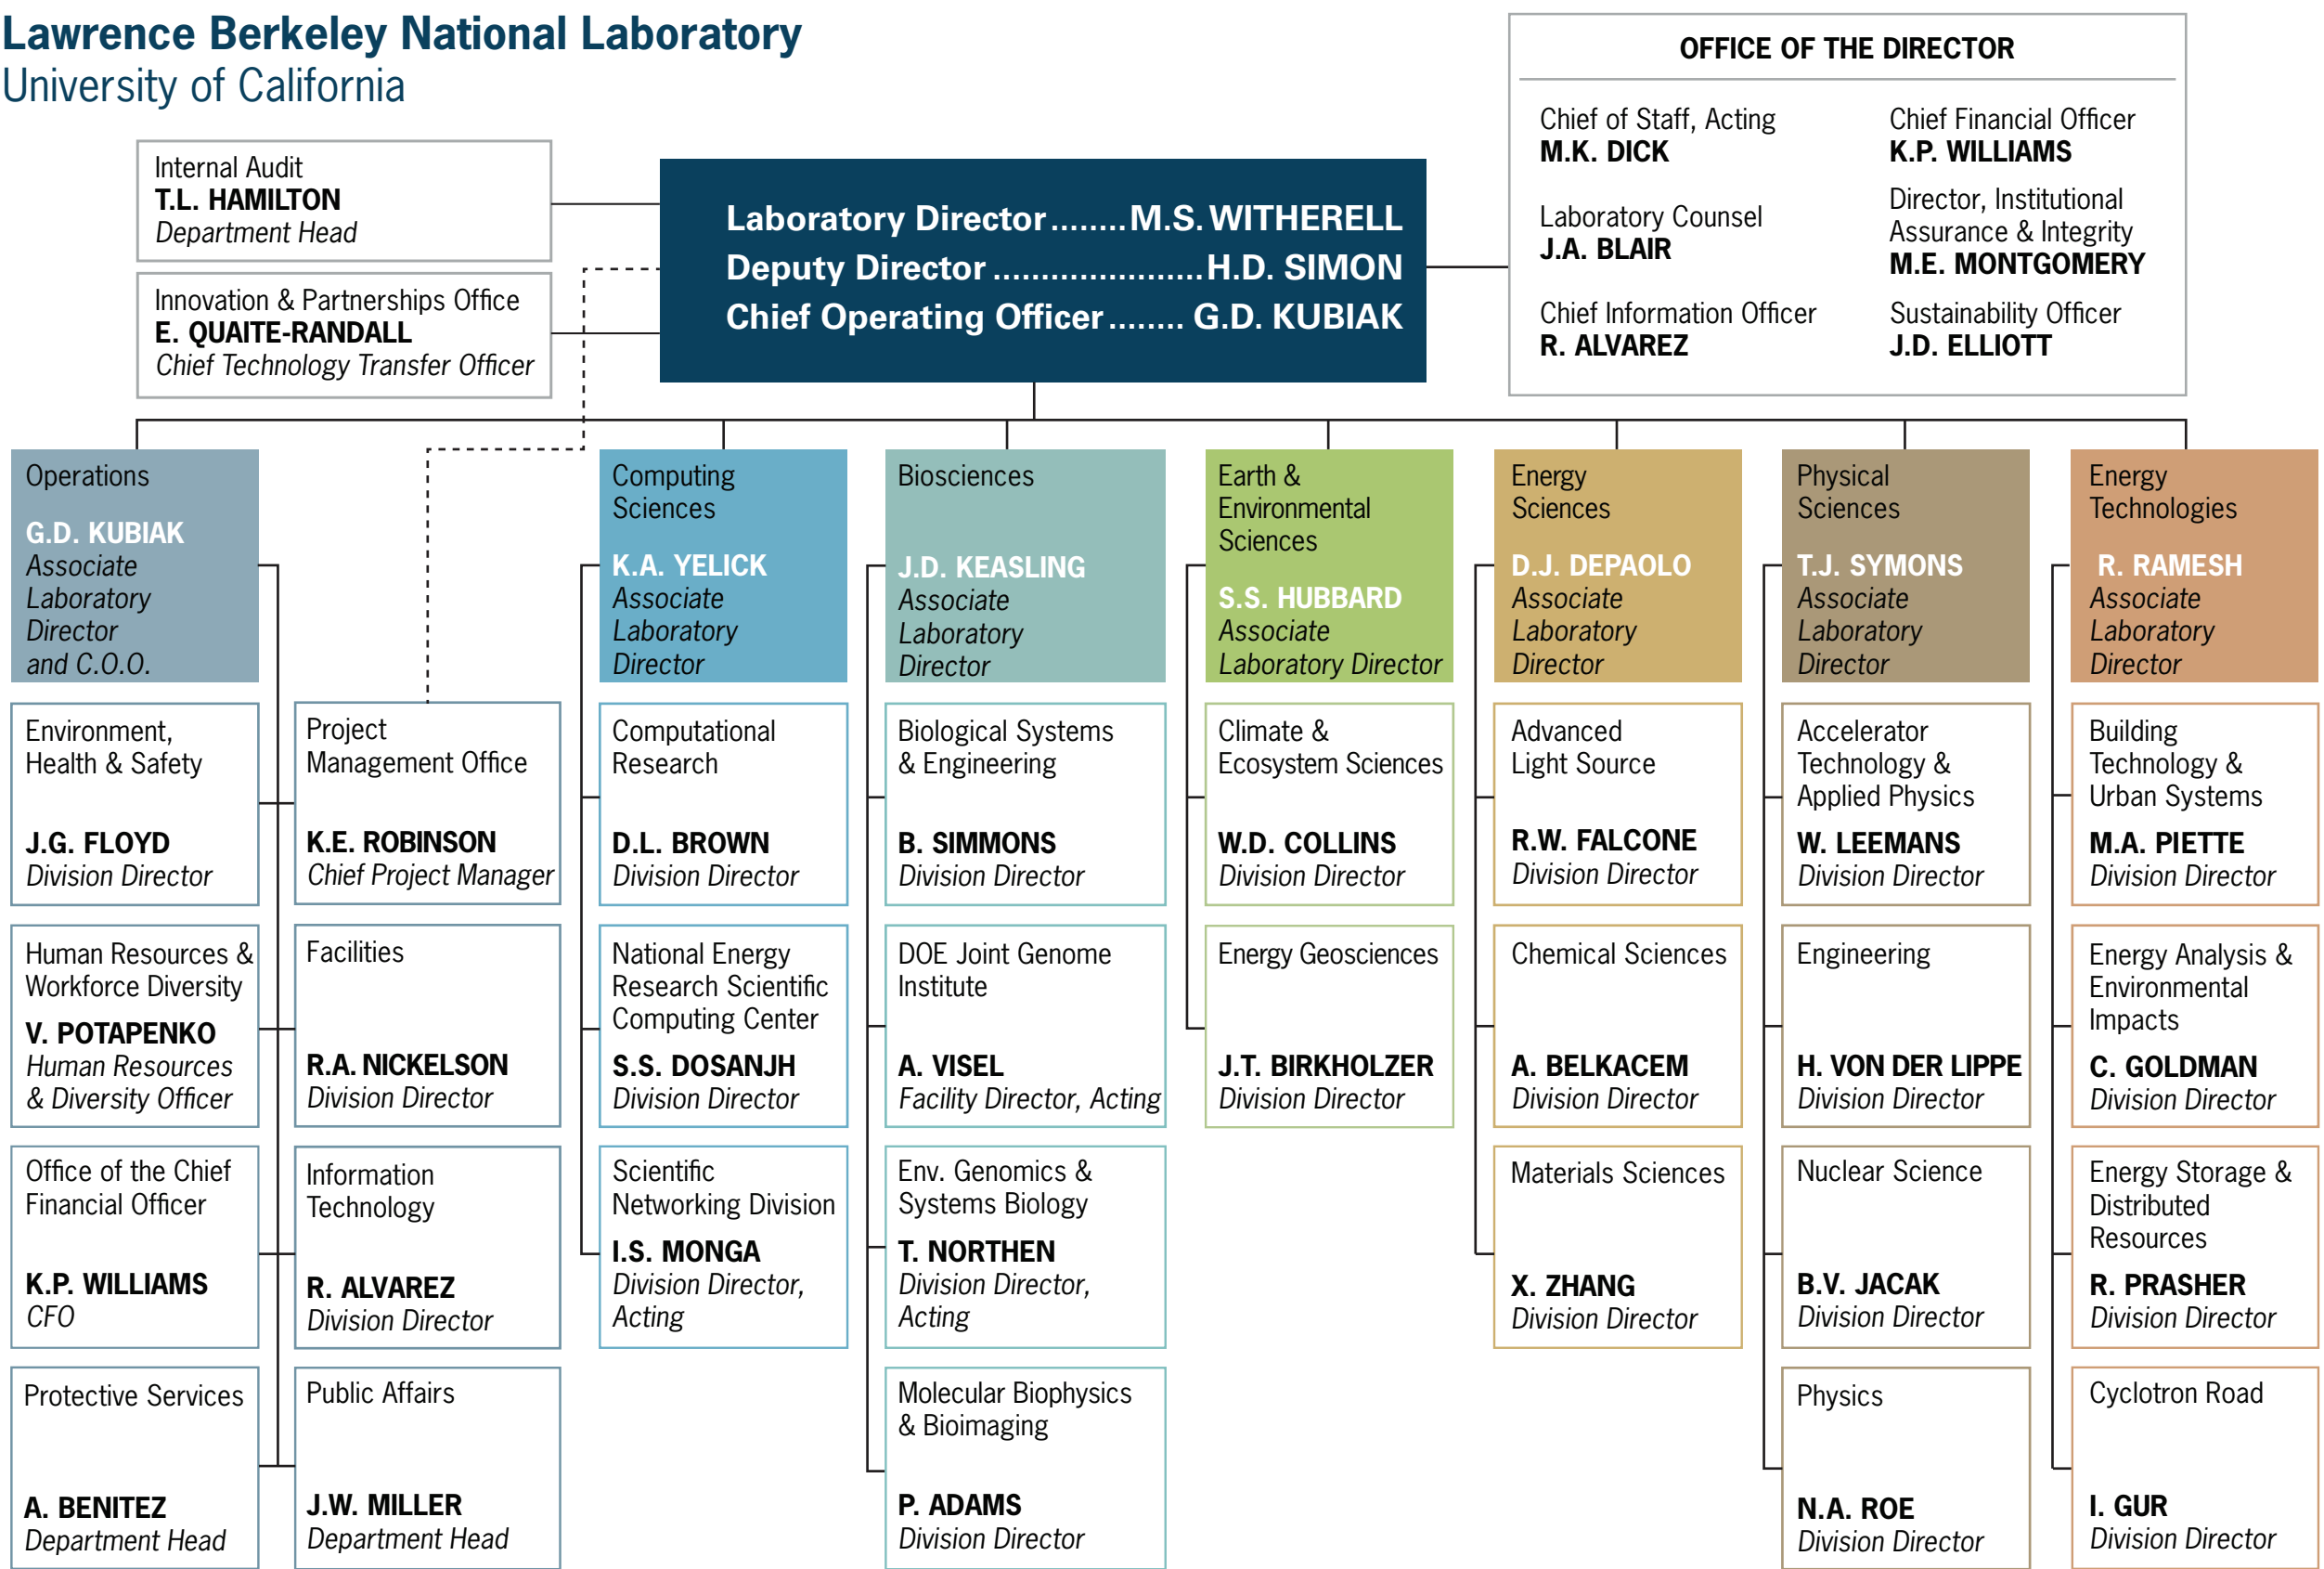 Lawrence Berkeley National Laboratory
University of California
OFFICE OF THE DIRECTOR
Chief of Staff, Acting
M.K. DICK
Chief Financial Officer
K.P. WILLIAMS
Laboratory Counsel
J.A. BLAIR
Director, Institutional
Assurance & Integrity
M.E. MONTGOMERY
Chief Information Officer
R. ALVAREZ
Sustainability Officer
J.D. ELLIOTT
Internal Audit
T.L. HAMILTON
Department Head
Innovation & Partnerships Office
E. QUAITE-RANDALL
Chief Technology Transfer Officer
Laboratory Director ........ M.S. WITHERELL
Deputy Director ...................... H.D. SIMON
Chief Operating Officer ........ G.D. KUBIAK
Operations
G.D. KUBIAK
Associate
Laboratory
Director
and C.O.O.
Environment,
Health & Safety
J.G. FLOYD
Division Director
Project
Management Office
K.E. ROBINSON
Chief Project Manager
Human Resources &
Workforce Diversity
V. POTAPENKO
Human Resources
& Diversity Officer
Facilities
R.A. NICKELSON
Division Director
Office of the Chief
Financial Officer
K.P. WILLIAMS
CFO
Information
Technology
R. ALVAREZ
Division Director
Protective Services
A. BENITEZ
Department Head
Public Affairs
J.W. MILLER
Department Head
Computing
Sciences
K.A. YELICK
Associate
Laboratory
Director
Computational
Research
D.L. BROWN
Division Director
National Energy
Research Scientific
Computing Center
S.S. DOSANJH
Division Director
Scientific
Networking Division
I.S. MONGA
Division Director,
Acting
Biosciences
J.D. KEASLING
Associate
Laboratory
Director
Biological Systems
& Engineering
B. SIMMONS
Division Director
DOE Joint Genome
Institute
A. VISEL
Facility Director, Acting
Env. Genomics &
Systems Biology
T. NORTHEN
Division Director,
Acting
Molecular Biophysics
& Bioimaging
P. ADAMS
Division Director
Earth &
Environmental
Sciences
S.S. HUBBARD
Associate
Laboratory Director
Climate &
Ecosystem Sciences
W.D. COLLINS
Division Director
Energy Geosciences
J.T. BIRKHOLZER
Division Director
Energy
Sciences
D.J. DEPAOLO
Associate
Laboratory
Director
Advanced
Light Source
R.W. FALCONE
Division Director
Chemical Sciences
A. BELKACEM
Division Director
Materials Sciences
X. ZHANG
Division Director
Physical
Sciences
T.J. SYMONS
Associate
Laboratory
Director
Accelerator
Technology &
Applied Physics
W. LEEMANS
Division Director
Engineering
H. VON DER LIPPE
Division Director
Nuclear Science
B.V. JACAK
Division Director
Physics
N.A. ROE
Division Director
Energy
Technologies
R. RAMESH
Associate
Laboratory
Director
Building
Technology &
Urban Systems
M.A. PIETTE
Division Director
Energy Analysis &
Environmental
Impacts
C. GOLDMAN
Division Director
Energy Storage &
Distributed
Resources
R. PRASHER
Division Director
Cyclotron Road
I. GUR
Division Director